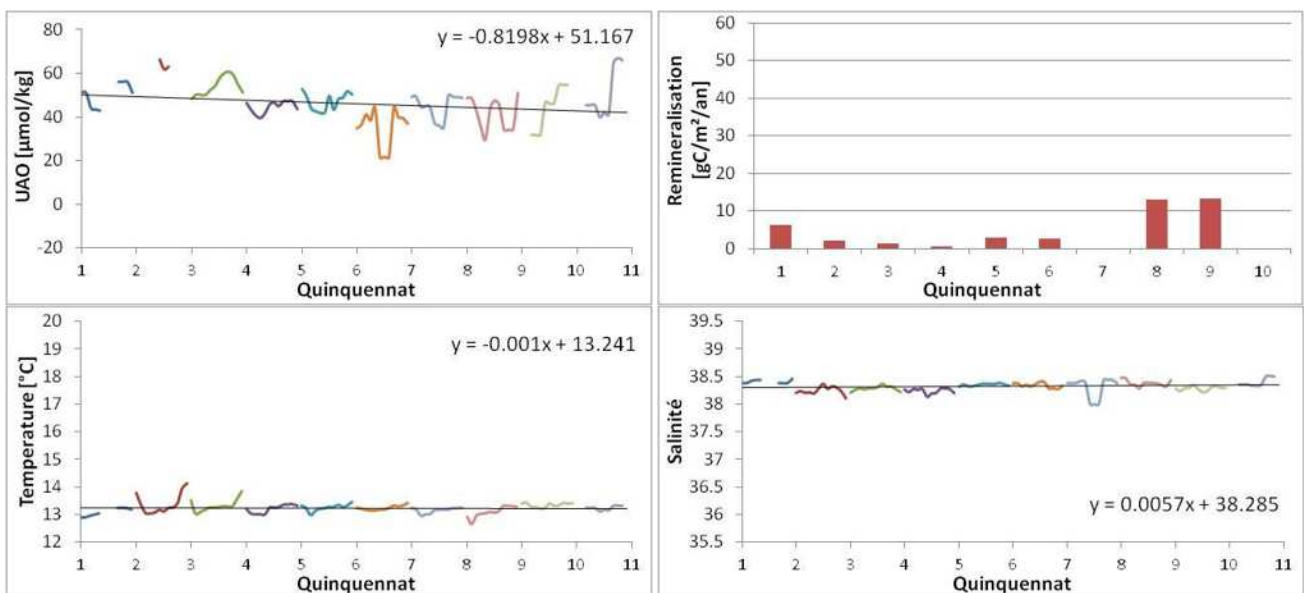 y = -0.8198x + 51.167
UAO [µmol/kg]
80
60
40
20
0
-20
1 2 3 4 5 6 7 8 9 10 11
Quinquennat
Remineralisation
[gC/m²/an]
60
50
40
30
20
10
0
1 2 3 4 5 6 7 8 9 10
Quinquennat
y = -0.001x + 13.241
Temperature [°C]
20
19
18
17
16
15
14
13
12
1 2 3 4 5 6 7 8 9 10 11
Quinquennat
Salinité
39.5
39
38.5
38
37.5
37
36.5
36
35.5
y = 0.0057x + 38.285
1 2 3 4 5 6 7 8 9 10 11
Quinquennat